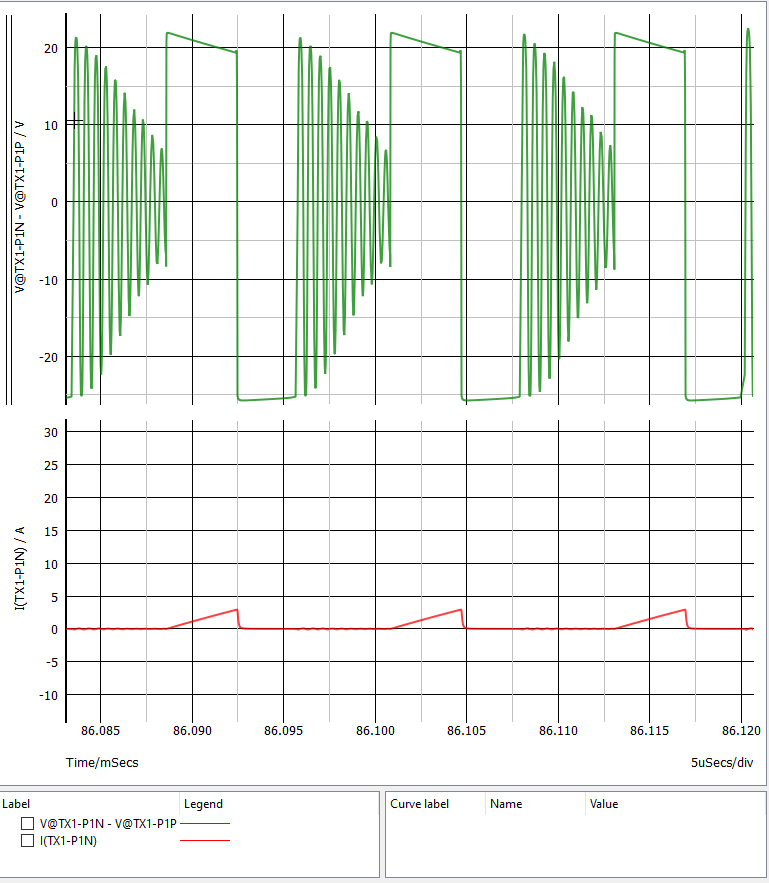 V@TX1-P1N - V@TX1-P1P / V
20
10
0
-10
-20
I(TX1-P1N) / A
30
25
20
15
10
5
0
-5
-10
86.085 86.090 86.095 86.100 86.105 86.110 86.115 86.120
Time/mSecs 5uSecs/div
Label Legend
V@TX1-P1N - V@TX1-P1P
I(TX1-P1N)
Curve label Name Value